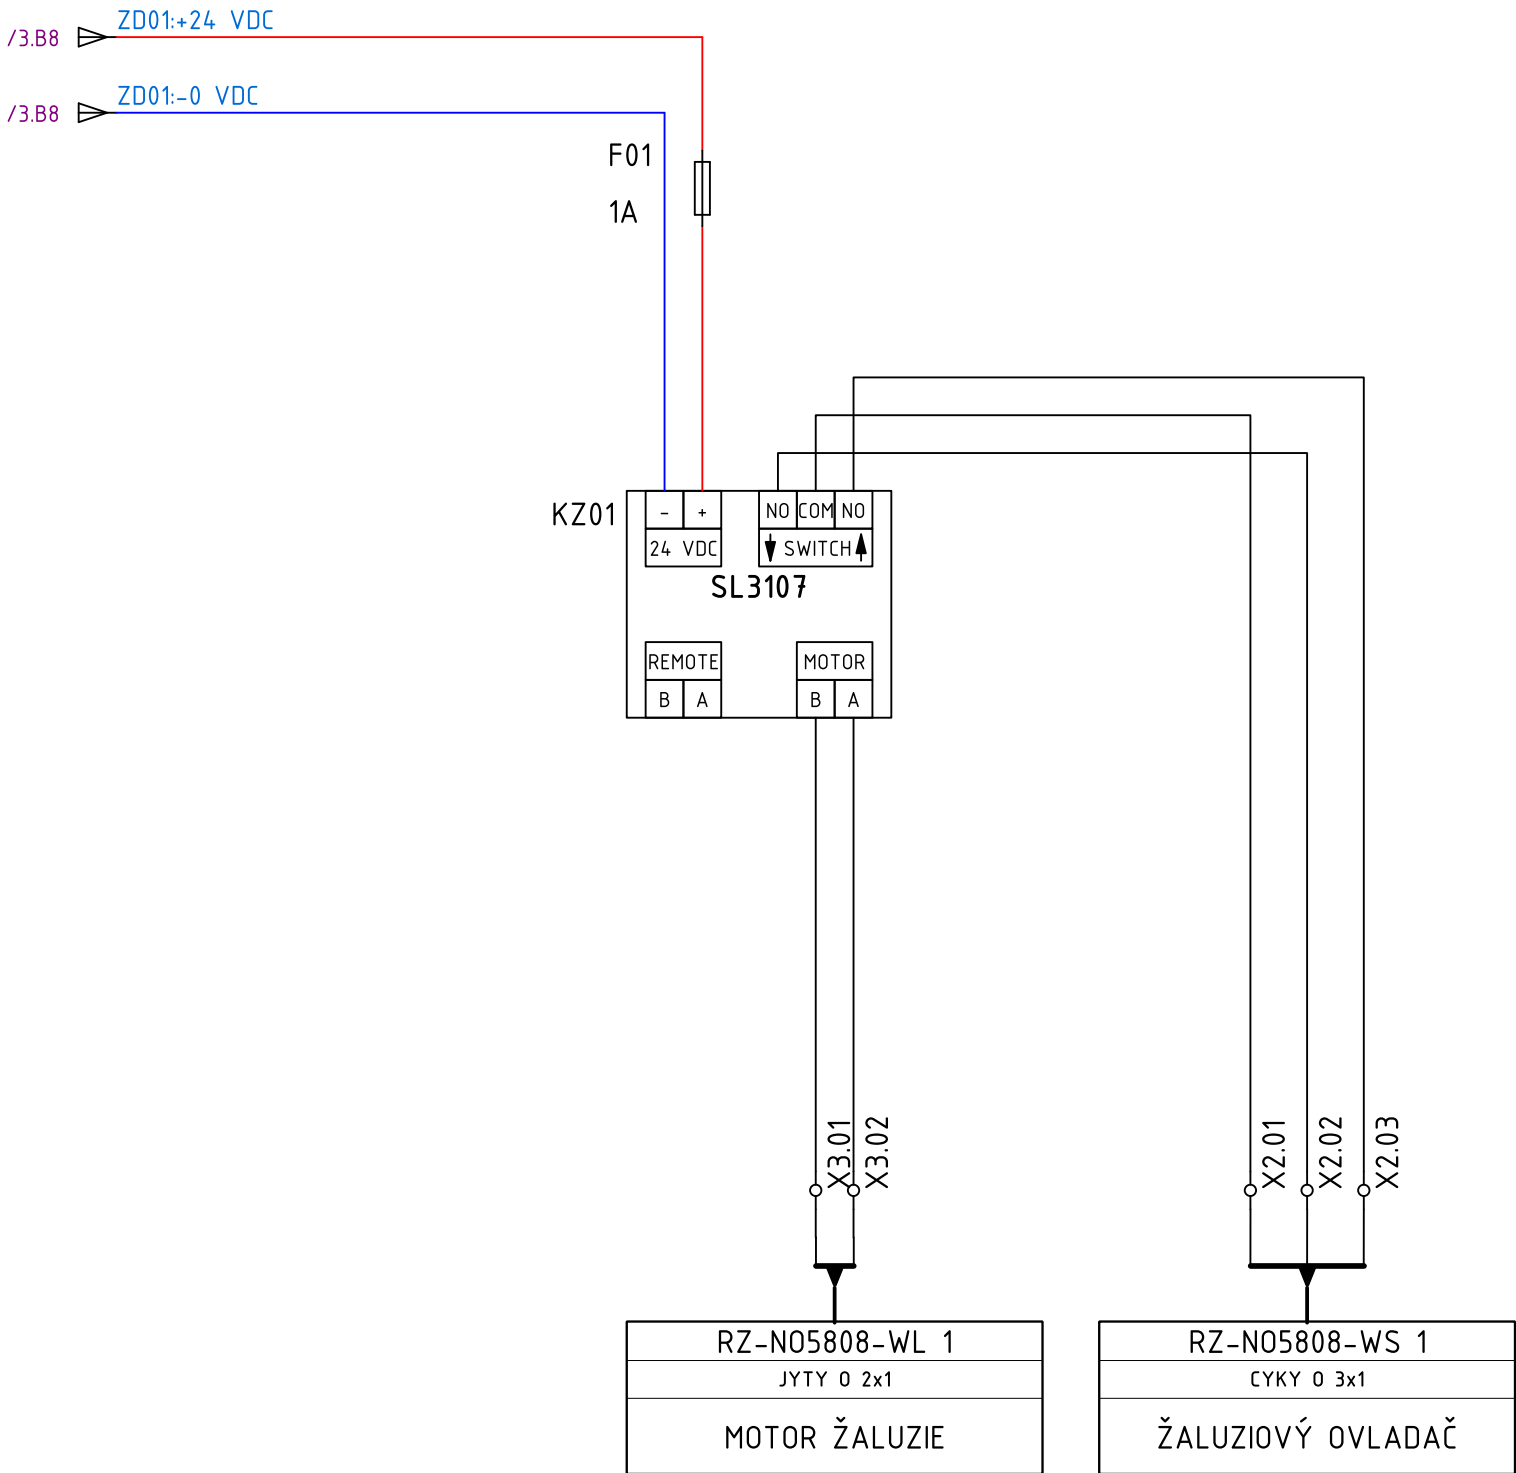 ZD01:+24 VDC
/3.B8
ZD01:-0 VDC
/3.B8
F01
1A
KZ01
- + NO COM NO
24 VDC SWITCH
SL3107
REMOTE MOTOR
B A B A
X3.01
X3.02
X2.01
X2.02
X2.03
RZ-NO5808-WL 1
JYTY O 2x1
MOTOR ŽALUZIE
RZ-NO5808-WS 1
CYKY O 3x1
ŽALUZIOVÝ OVLADAČ